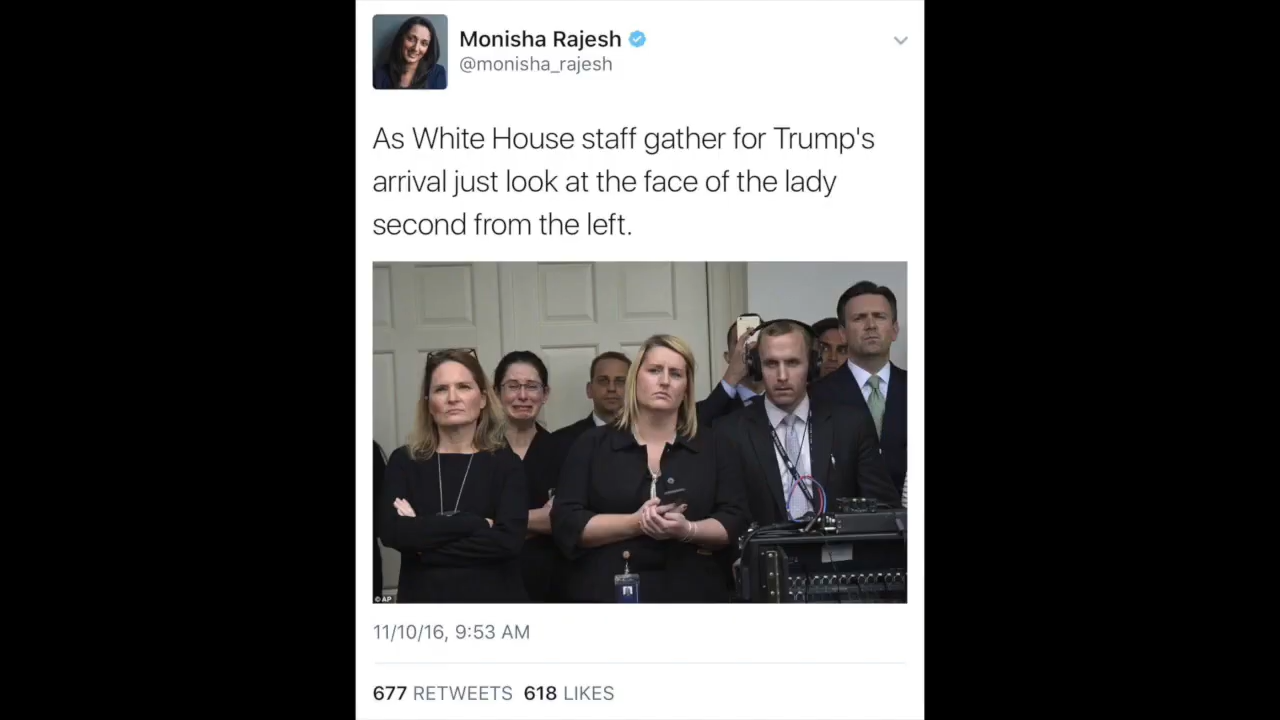 Monisha Rajesh
@monisha_rajesh
As White House staff gather for Trump's
arrival just look at the face of the lady
second from the left.
© AP
11/10/16, 9:53 AM
677 RETWEETS 618 LIKES